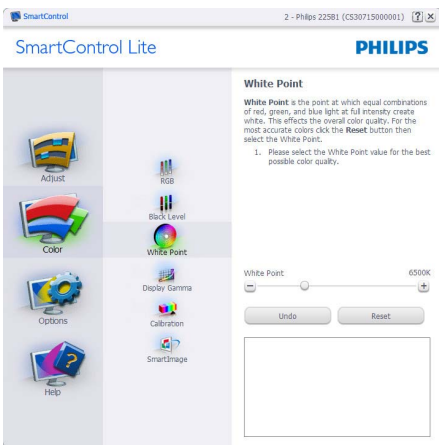 SmartControl
2 - Philips 225B1 (CS30715000001)
SmartControl Lite
PHILIPS
Adjust
Color
Options
Help
RGB
Black Level
White Point
Display Gamma
Calibration
SmartImage
White Point
White Point is the point at which equal combinations
of red, green, and blue light at full intensity create
white. This effects the overall color quality. For the
most accurate colors click the Reset button then
select the White Point.
1. Please select the White Point value for the best
possible color quality.
White Point 6500K
Undo Reset